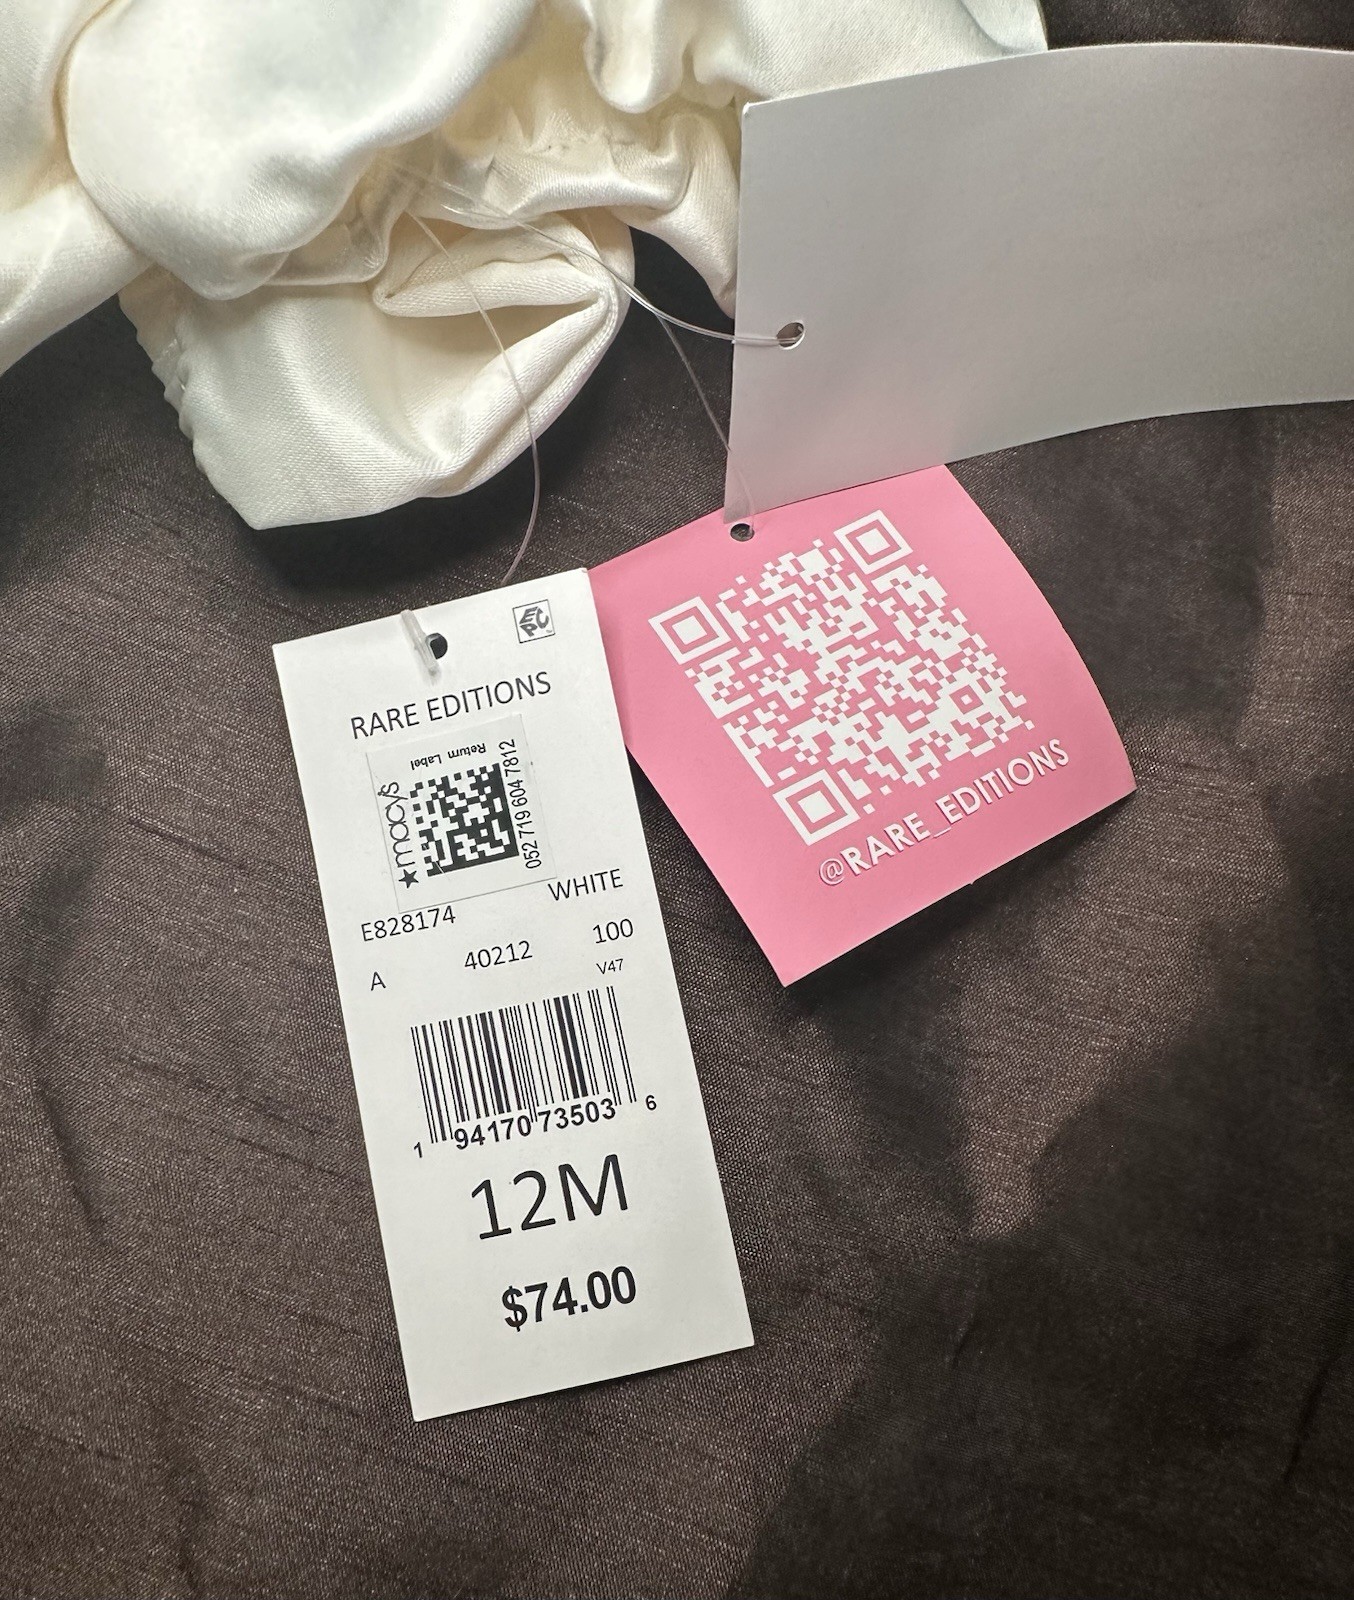 EPC
RARE EDITIONS
Return Label
★macy's
052 719 604 7812
WHITE
E828174
A 40212 100
V47
1 94170 73503 6
12M
$74.00
@RARE_EDITIONS